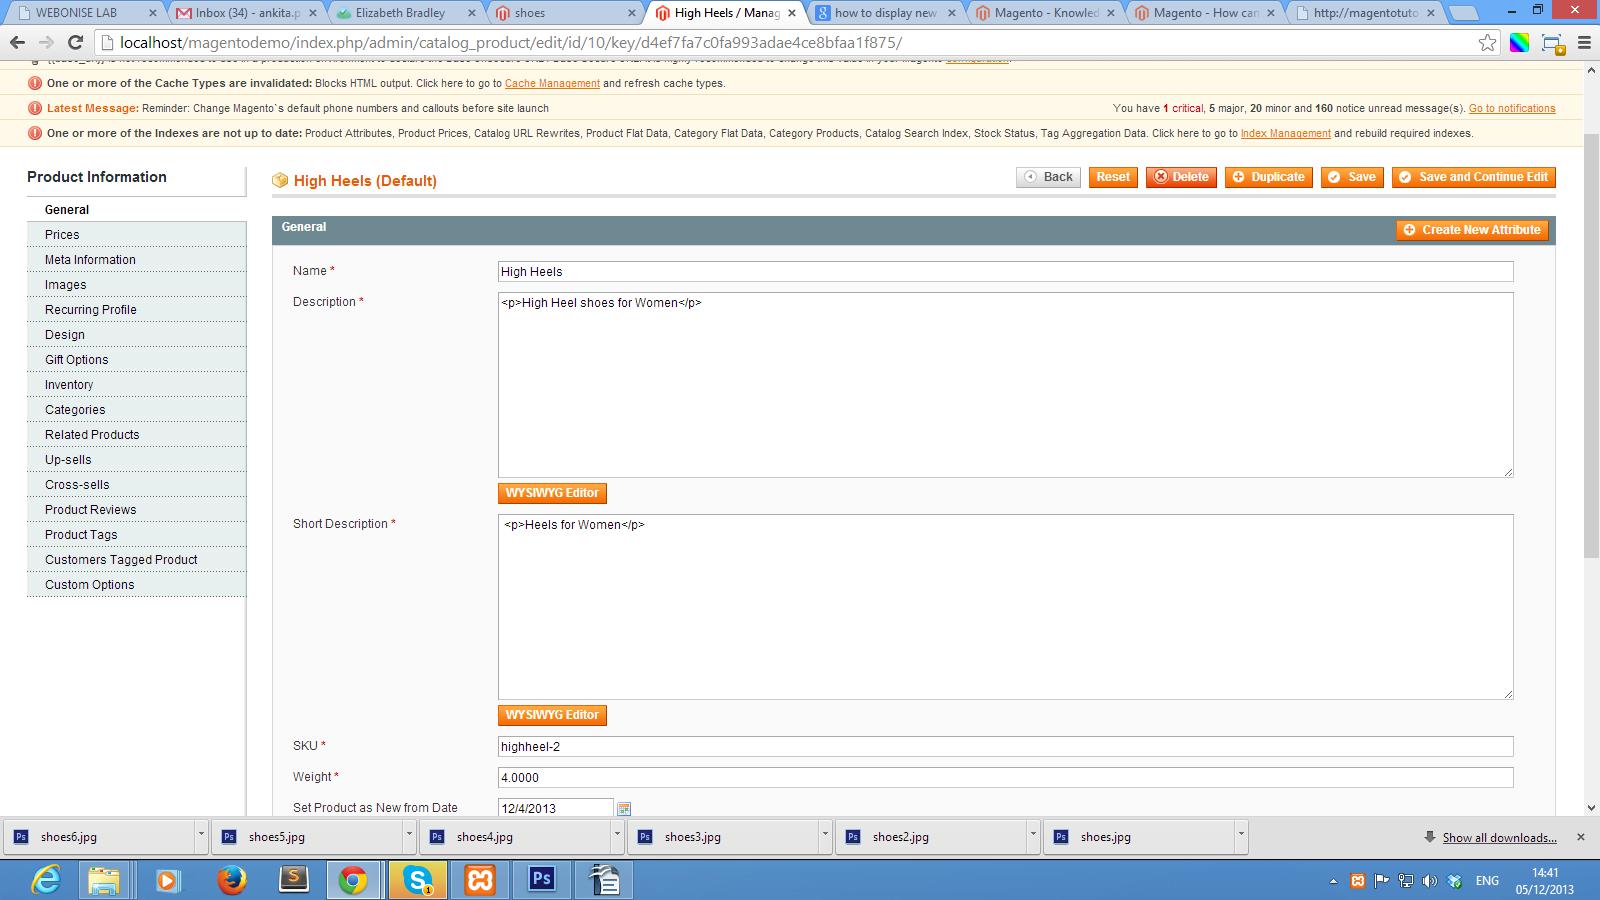 WEBONISE LAB
Inbox (34) - ankita.p
Elizabeth Bradley
shoes
High Heels / Manag
how to display new
Magento - Knowled
Magento - How can
http://magentotuto
localhost/magentodemo/index.php/admin/catalog_product/edit/id/10/key/d4ef7fa7c0fa993adae4ce8bfaa1f875/
One or more of the Cache Types are invalidated: Blocks HTML output. Click here to go to Cache Management and refresh cache types.
Latest Message: Reminder: Change Magento`s default phone numbers and callouts before site launch
You have 1 critical, 5 major, 20 minor and 160 notice unread message(s). Go to notifications
One or more of the Indexes are not up to date: Product Attributes, Product Prices, Catalog URL Rewrites, Product Flat Data, Category Flat Data, Category Products, Catalog Search Index, Stock Status, Tag Aggregation Data. Click here to go to Index Management and rebuild required indexes.
Product Information
General
Prices
Meta Information
Images
Recurring Profile
Design
Gift Options
Inventory
Categories
Related Products
Up-sells
Cross-sells
Product Reviews
Product Tags
Customers Tagged Product
Custom Options
High Heels (Default)
Back
Reset
Delete
Duplicate
Save
Save and Continue Edit
General
Create New Attribute
Name *
High Heels
Description *
<p>High Heel shoes for Women</p>
WYSIWYG Editor
Short Description *
<p>Heels for Women</p>
WYSIWYG Editor
SKU *
highheel-2
Weight *
4.0000
Set Product as New from Date
12/4/2013
shoes6.jpg
shoes5.jpg
shoes4.jpg
shoes3.jpg
shoes2.jpg
shoes.jpg
Show all downloads...
ENG
14:41
05/12/2013